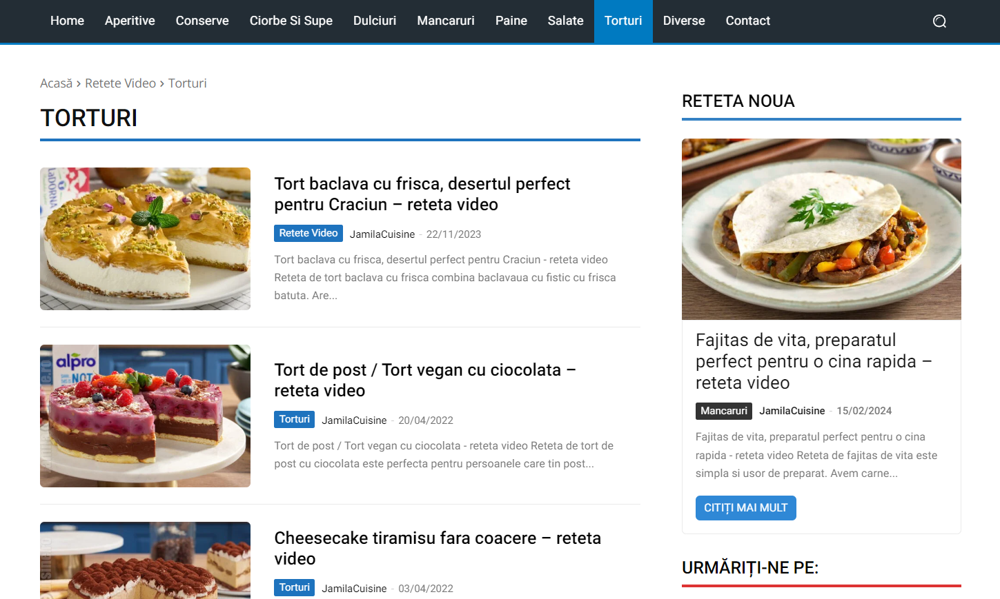 Home Aperitive Conserve Ciorbe Si Supe Dulciuri Mancaruri Paine Salate Torturi Diverse Contact
Acasă › Retete Video › Torturi
TORTURI
LaDORNA
Tort baclava cu frisca, desertul perfect
pentru Craciun – reteta video
Retete Video JamilaCuisine - 22/11/2023
Tort baclava cu frisca, desertul perfect pentru Craciun - reteta video
Reteta de tort baclava cu frisca combina baclavaua cu fistic cu frisca
batuta. Are...
alpro
NOT
Tort de post / Tort vegan cu ciocolata –
reteta video
Torturi JamilaCuisine - 20/04/2022
Tort de post / Tort vegan cu ciocolata - reteta video Reteta de tort de
post cu ciocolata este perfecta pentru persoanele care tin post...
Cheesecake tiramisu fara coacere – reteta
video
Torturi JamilaCuisine - 03/04/2022
RETETA NOUA
Fajitas de vita, preparatul
perfect pentru o cina rapida –
reteta video
Mancaruri JamilaCuisine - 15/02/2024
Fajitas de vita, preparatul perfect pentru o cina
rapida - reteta video Reteta de fajitas de vita este
simpla si usor de preparat. Avem carne...
CITIȚI MAI MULT
URMĂRIȚI-NE PE: